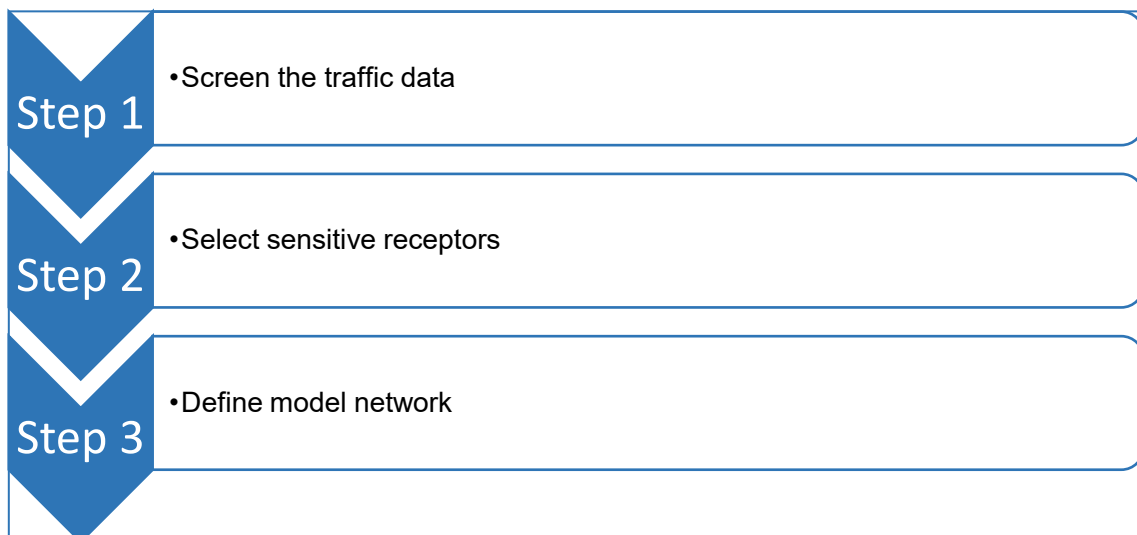 Step 1
•Screen the traffic data
Step 2
•Select sensitive receptors
Step 3
•Define model network